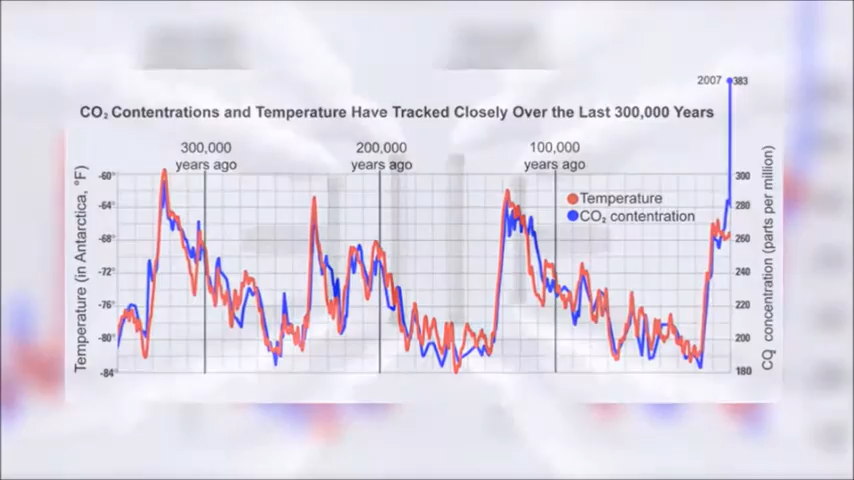 2007 383
CO₂ Contentrations and Temperature Have Tracked Closely Over the Last 300,000 Years
300,000 years ago
200,000 years ago
100,000 years ago
Temperature (in Antarctica, °F)
-60°
-64°
-68°
-72°
-76°
-80°
-84°
Temperature
CO₂ contentration
300
280
260
240
220
200
180
CO₂ concentration (parts per million)